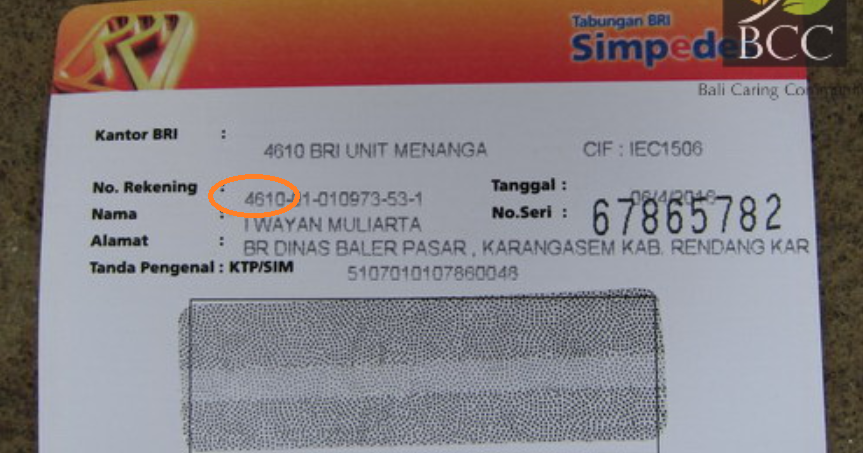 Tabungan BRI
Simpede
BCC
Bali Caring
Kantor BRI : 4610 BRI UNIT MENANGA CIF : IEC1506
No. Rekening : 4610-01-010973-53-1 Tanggal : 06/4/2016
Nama : I WAYAN MULIARTA No.Seri : 67865782
Alamat : BR DINAS BALER PASAR , KARANGASEM KAB. RENDANG KAR
Tanda Pengenal : KTP/SIM 5107010107860046